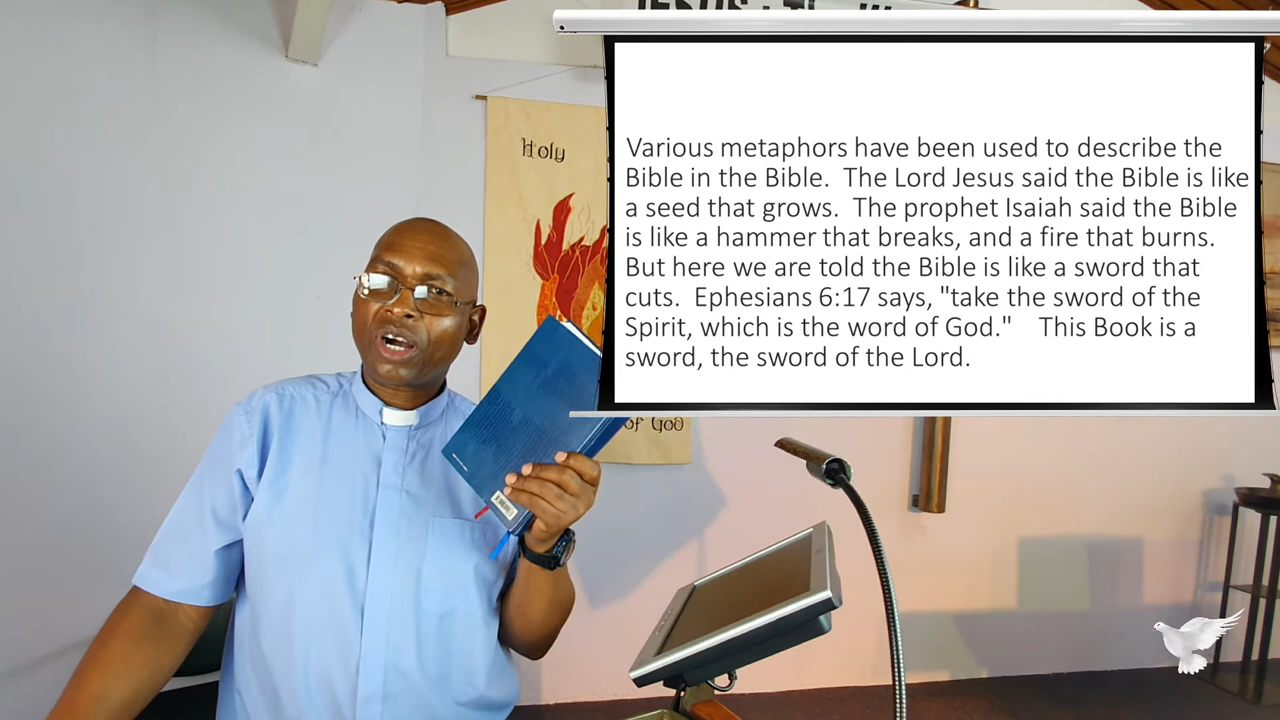 Holy
of God
Various metaphors have been used to describe the
Bible in the Bible.  The Lord Jesus said the Bible is like
a seed that grows.  The prophet Isaiah said the Bible
is like a hammer that breaks, and a fire that burns.
But here we are told the Bible is like a sword that
cuts.  Ephesians 6:17 says, "take the sword of the
Spirit, which is the word of God."    This Book is a
sword, the sword of the Lord.